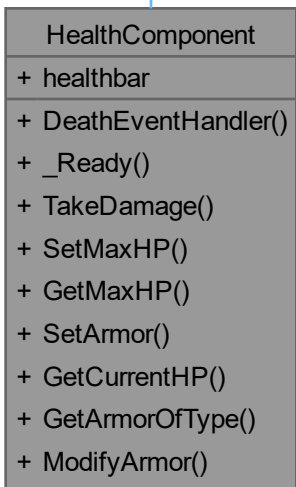 HealthComponent
+ healthbar
+ DeathEventHandler()
+ _Ready()
+ TakeDamage()
+ SetMaxHP()
+ GetMaxHP()
+ SetArmor()
+ GetCurrentHP()
+ GetArmorOfType()
+ ModifyArmor()